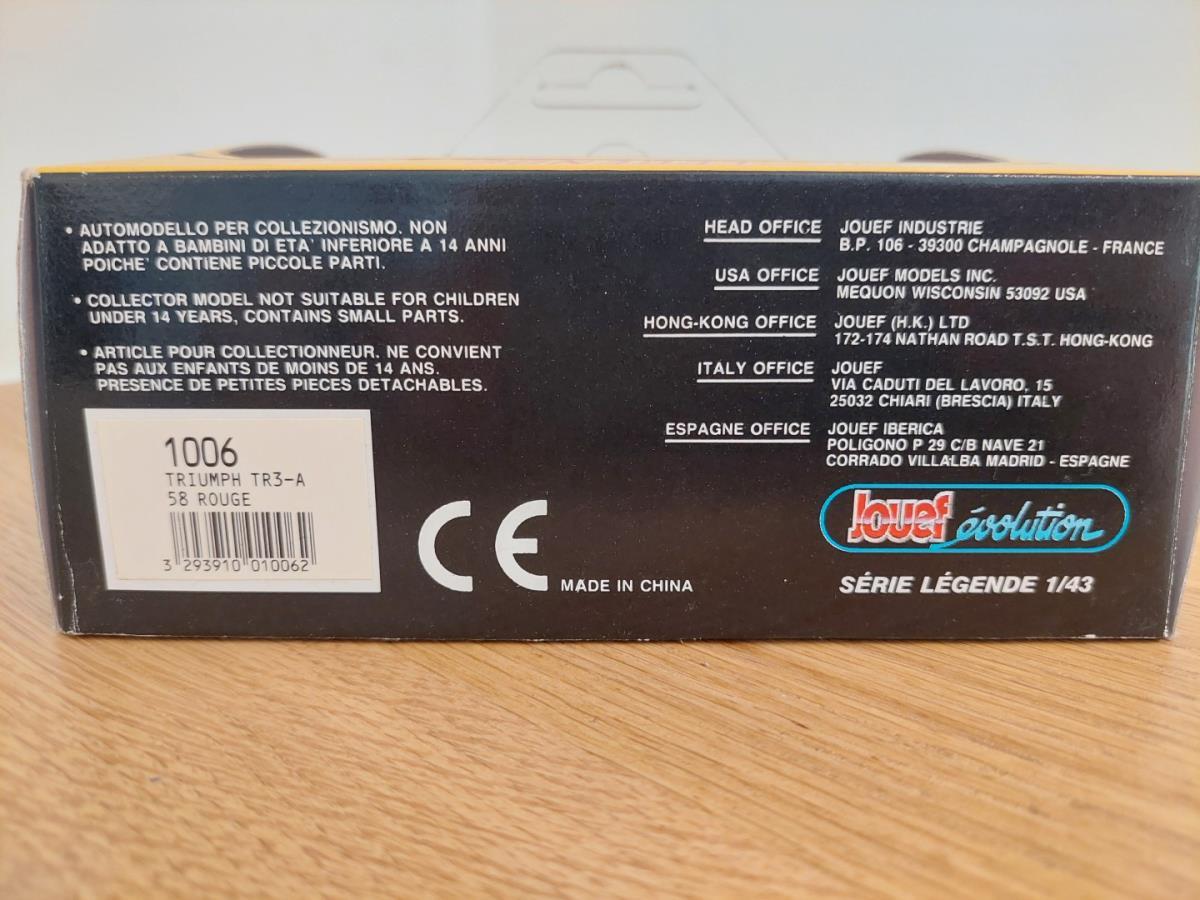 • AUTOMODELLO PER COLLEZIONISMO. NON
ADATTO A BAMBINI DI ETA' INFERIORE A 14 ANNI
POICHE' CONTIENE PICCOLE PARTI.
• COLLECTOR MODEL NOT SUITABLE FOR CHILDREN
UNDER 14 YEARS, CONTAINS SMALL PARTS.
• ARTICLE POUR COLLECTIONNEUR. NE CONVIENT
PAS AUX ENFANTS DE MOINS DE 14 ANS.
PRESENCE DE PETITES PIECES DETACHABLES.
1006
TRIUMPH TR3-A
58 ROUGE
3 293910 010062
CE MADE IN CHINA
HEAD OFFICE JOUEF INDUSTRIE
B.P. 106 - 39300 CHAMPAGNOLE - FRANCE
USA OFFICE JOUEF MODELS INC.
MEQUON WISCONSIN 53092 USA
HONG-KONG OFFICE JOUEF (H.K.) LTD
172-174 NATHAN ROAD T.S.T. HONG-KONG
ITALY OFFICE JOUEF
VIA CADUTI DEL LAVORO, 15
25032 CHIARI (BRESCIA) ITALY
ESPAGNE OFFICE JOUEF IBERICA
POLIGONO P 29 C/B NAVE 21
CORRADO VILLALBA MADRID - ESPAGNE
Jouef évolution
SÉRIE LÉGENDE 1/43